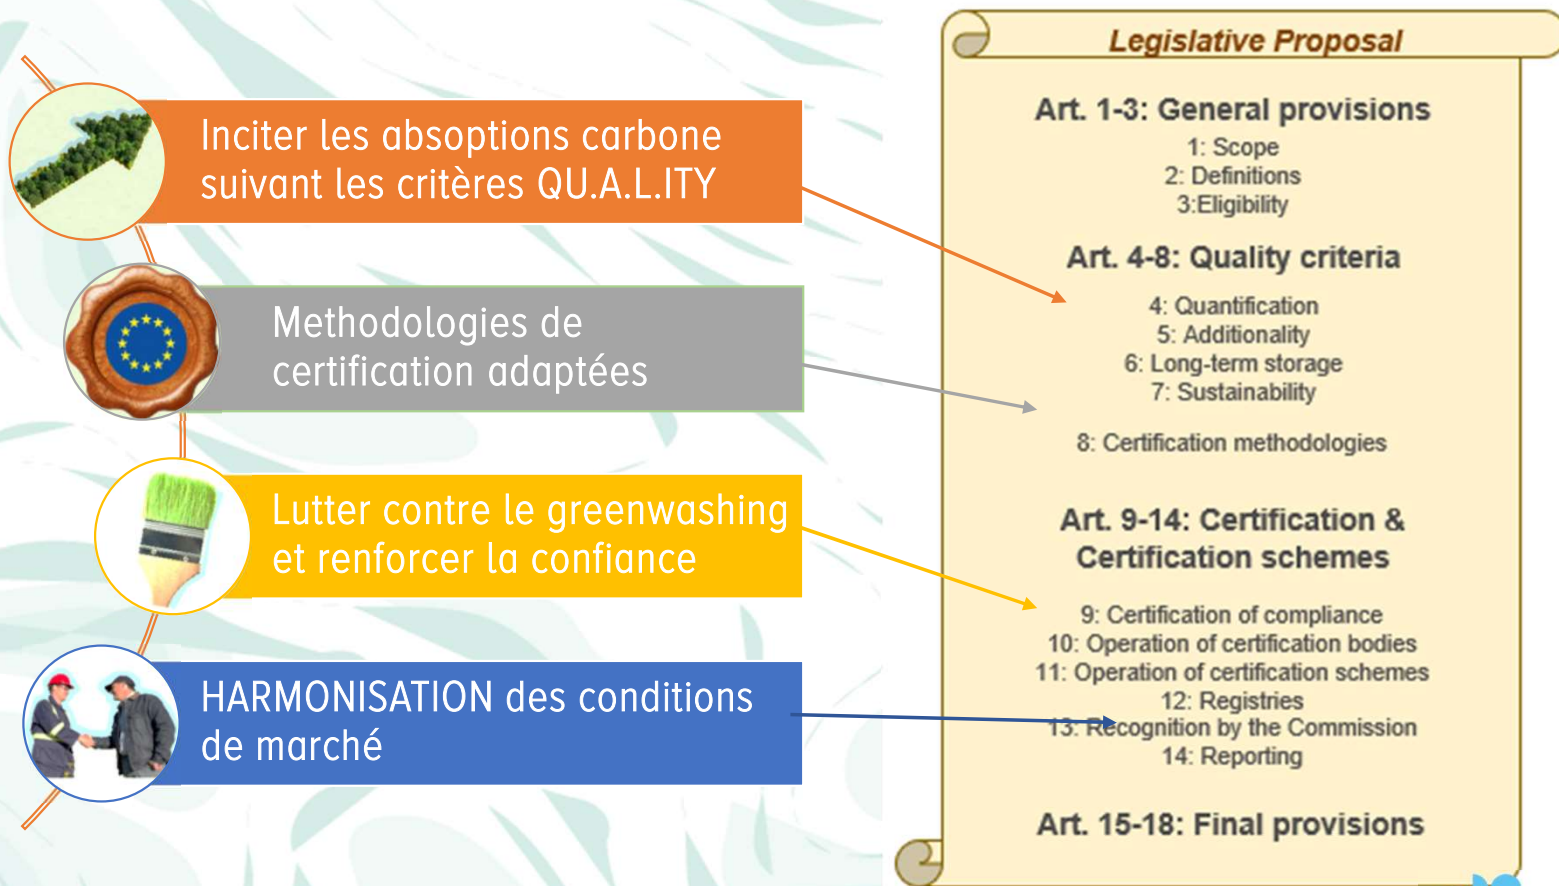 Inciter les absoptions carbone
suivant les critères QU.A.L.ITY
Methodologies de
certification adaptées
Lutter contre le greenwashing
et renforcer la confiance
HARMONISATION des conditions
de marché
Legislative Proposal
Art. 1-3: General provisions
1: Scope
2: Definitions
3:Eligibility
Art. 4-8: Quality criteria
4: Quantification
5: Additionality
6: Long-term storage
7: Sustainability
8: Certification methodologies
Art. 9-14: Certification &
Certification schemes
9: Certification of compliance
10: Operation of certification bodies
11: Operation of certification schemes
12: Registries
13: Recognition by the Commission
14: Reporting
Art. 15-18: Final provisions